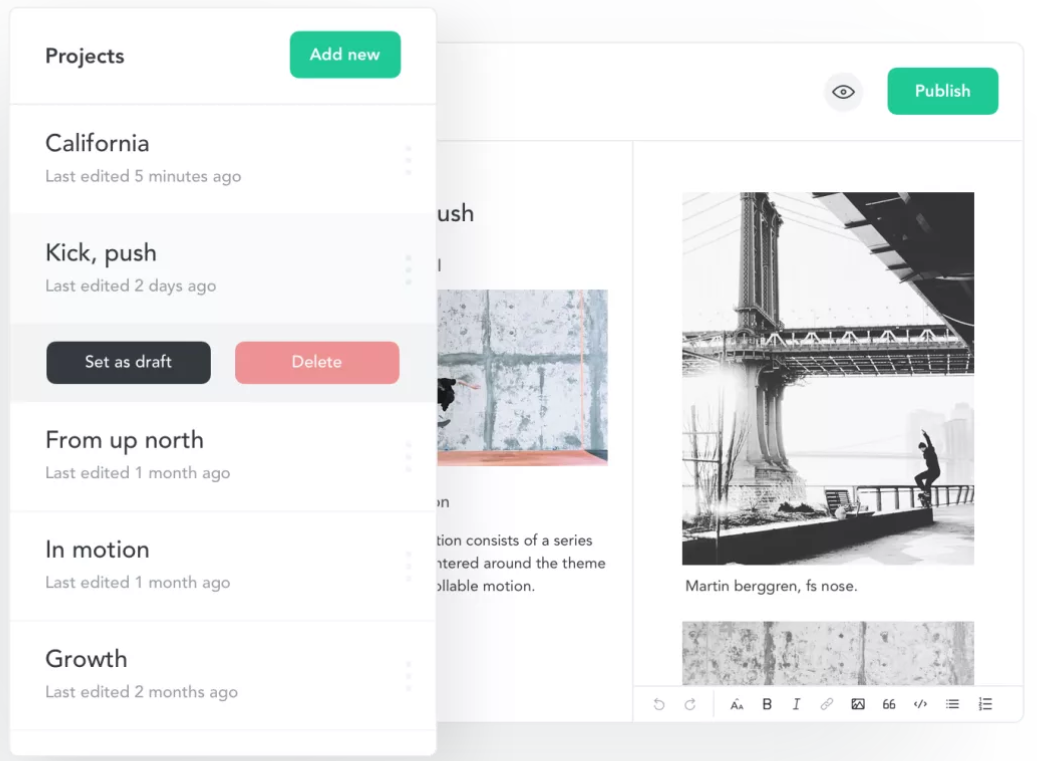 Projects
Add new
California
Last edited 5 minutes ago
Kick, push
Last edited 2 days ago
Set as draft
Delete
From up north
Last edited 1 month ago
In motion
Last edited 1 month ago
Growth
Last edited 2 months ago
Publish
ush
l
on
tion consists of a series
ntered around the theme
ollable motion.
Martin berggren, fs nose.
B
I
66
</>